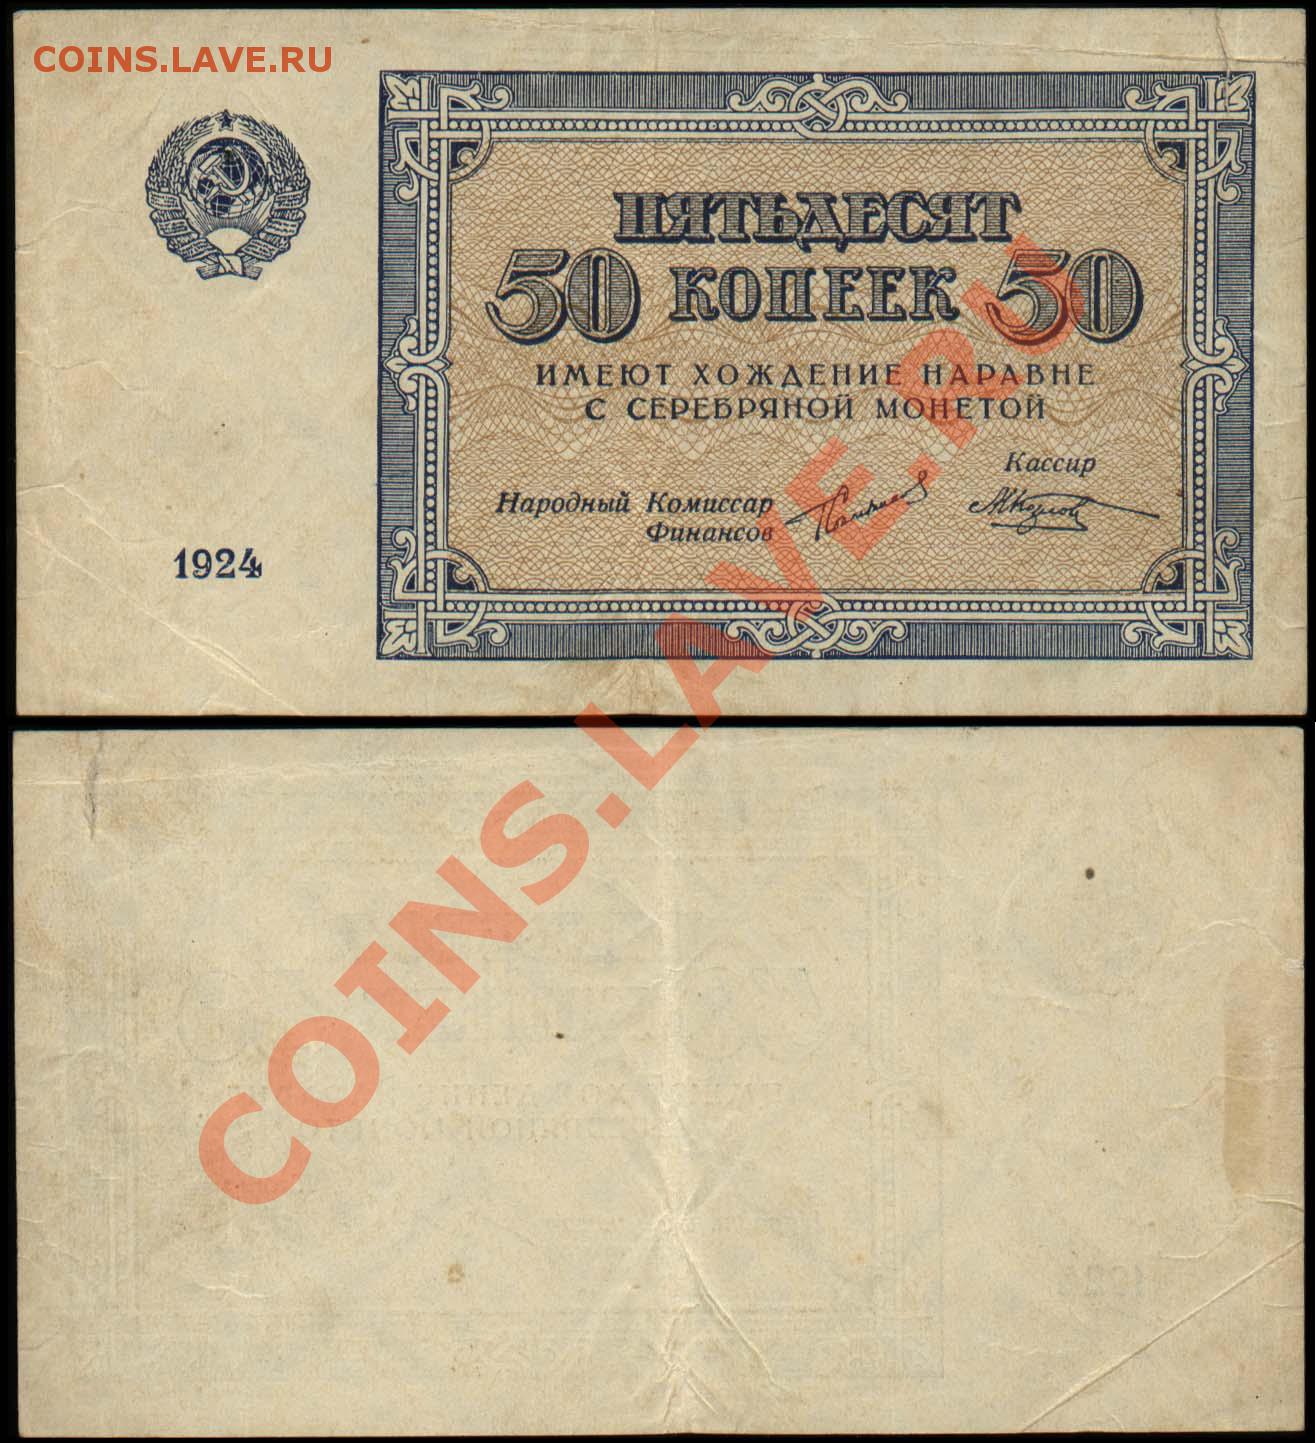 COINS.LAVE.RU
ПЯТЬДЕСЯТ
50 КОПЕЕК 50
ИМЕЮТ ХОЖДЕНИЕ НАРАВНЕ
С СЕРЕБРЯНОЙ МОНЕТОЙ
Кассир
Народный Комиссар
Финансов
1924
COINS.LAVE.RU